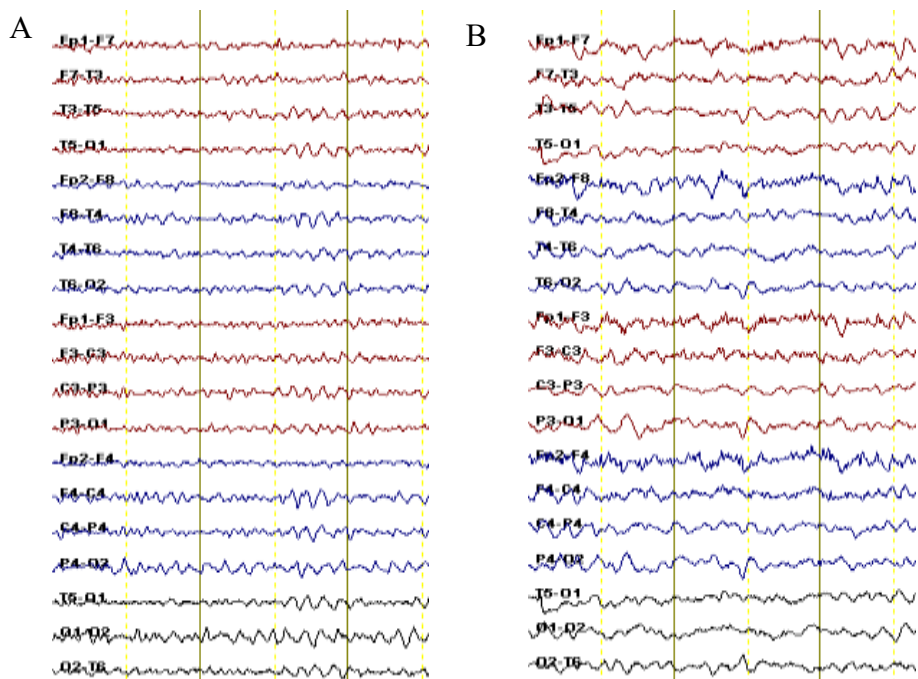 A
Fp1-F7
F7-T3
T3-T5
T5-O1
Fp2-F8
F8-T4
T4-T6
T6-O2
Fp1-F3
F3-C3
C3-P3
P3-O1
Fp2-F4
F4-C4
C4-P4
P4-O2
T5-O1
O1-O2
O2-T6
B
Fp1-F7
F7-T3
T3-T5
T5-O1
Fp2-F8
F8-T4
T4-T6
T6-O2
Fp1-F3
F3-C3
C3-P3
P3-O1
Fp2-F4
F4-C4
C4-P4
P4-O2
T5-O1
O1-O2
O2-T6